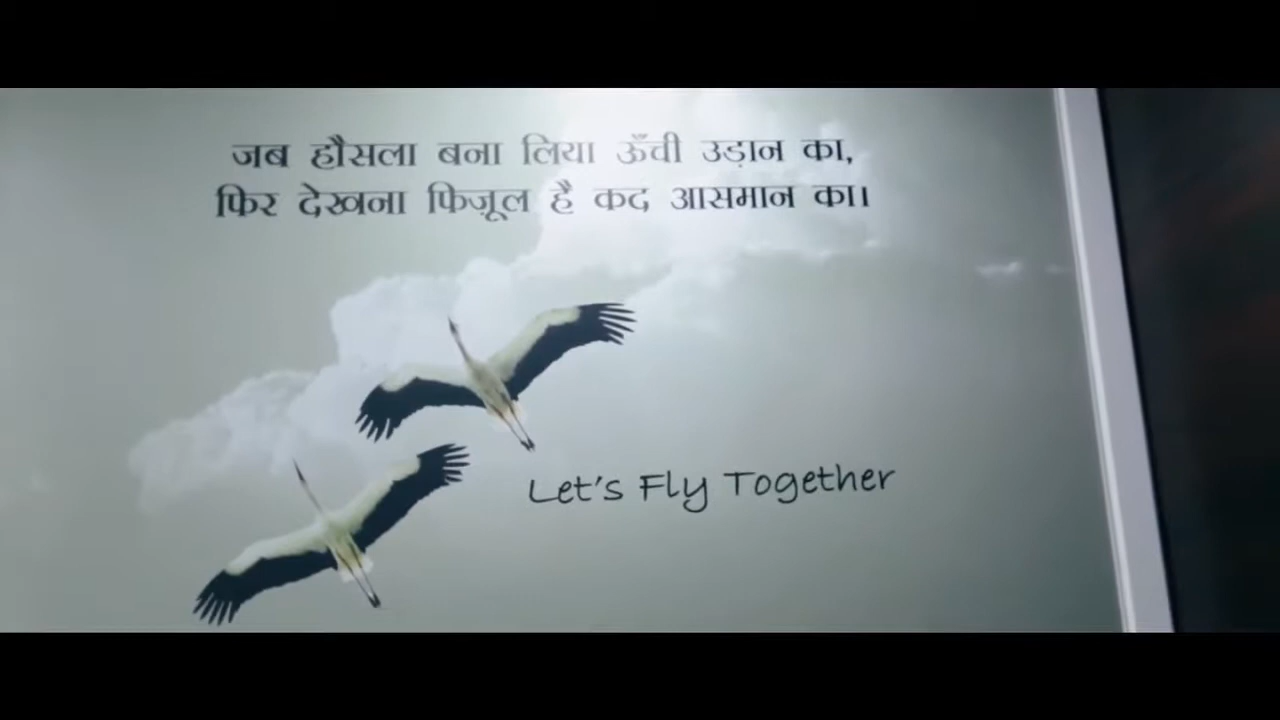 जब हौसला बना लिया ऊँची उड़ान का,
फिर देखना फिज़ूल है कद आसमान का।
Let's Fly Together